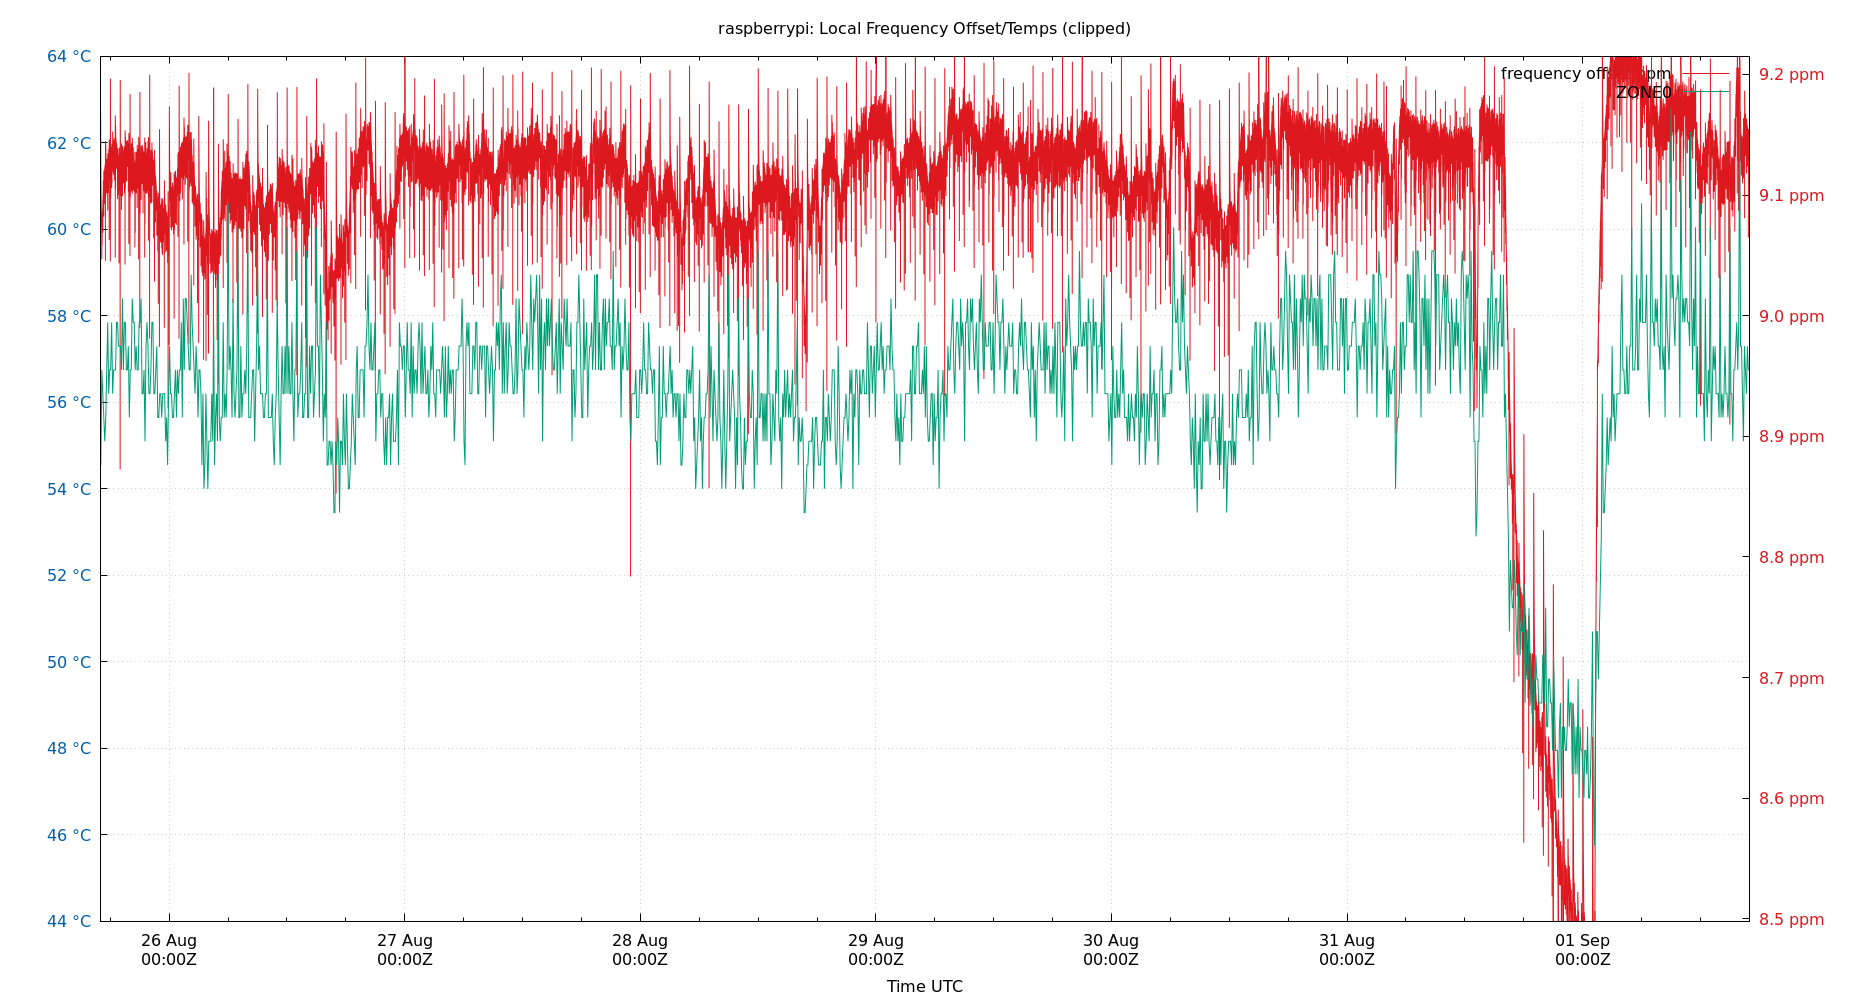 raspberrypi: Local Frequency Offset/Temps (clipped)
64 °C
62 °C
60 °C
58 °C
56 °C
54 °C
52 °C
50 °C
48 °C
46 °C
44 °C
frequency off ppm
ZONE0
9.2 ppm
9.1 ppm
9.0 ppm
8.9 ppm
8.8 ppm
8.7 ppm
8.6 ppm
8.5 ppm
26 Aug
00:00Z
27 Aug
00:00Z
28 Aug
00:00Z
29 Aug
00:00Z
30 Aug
00:00Z
31 Aug
00:00Z
01 Sep
00:00Z
Time UTC